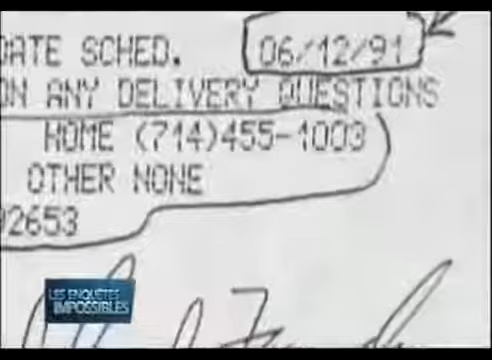 DATE SCHED. 06/12/91
ON ANY DELIVERY QUESTIONS
HOME (714)455-1003
OTHER NONE
92653
LES ENQUÊTES
IMPOSSIBLES